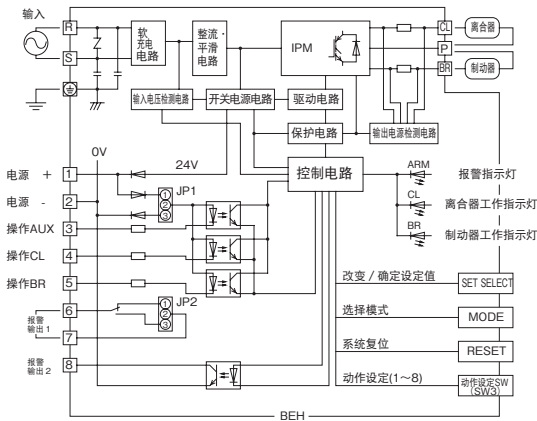 输入
R
S
软
充电
电路
整流·
平滑
电路
IPM
CL
P
BR
离合器
制动器
输入电压检测电路
开关电源电路
驱动电路
保护电路
输出电源检测电路
0V
24V
控制电路
电源 +
1
电源 -
2
操作AUX
3
操作CL
4
操作BR
5
6
报警
输出1
7
报警
输出2
8
JP1
①
②
③
JP2
①
②
③
ARM
报警指示灯
CL
离合器工作指示灯
BR
制动器工作指示灯
改变/确定设定值
SET SELECT
选择模式
MODE
系统复位
RESET
动作设定(1~8)
动作设定SW
(SW3)
BEH